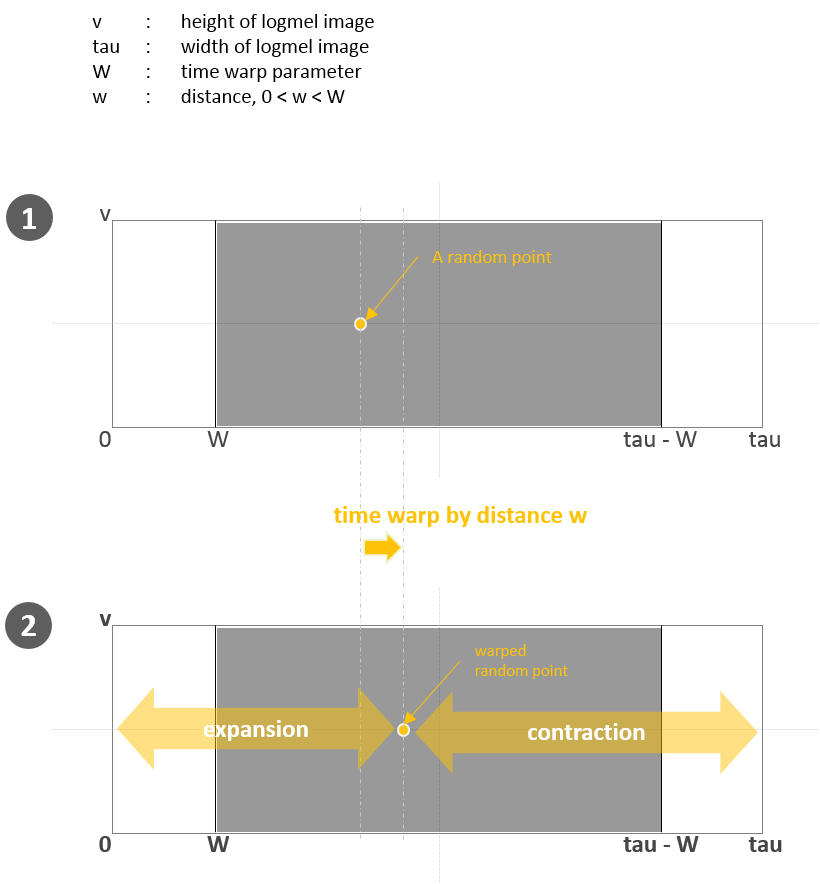 v : height of logmel image
tau : width of logmel image
W : time warp parameter
w : distance, 0 < w < W
1
v
A random point
0 W tau - W tau
time warp by distance w
2
v
warped
random point
expansion contraction
0 W tau - W tau